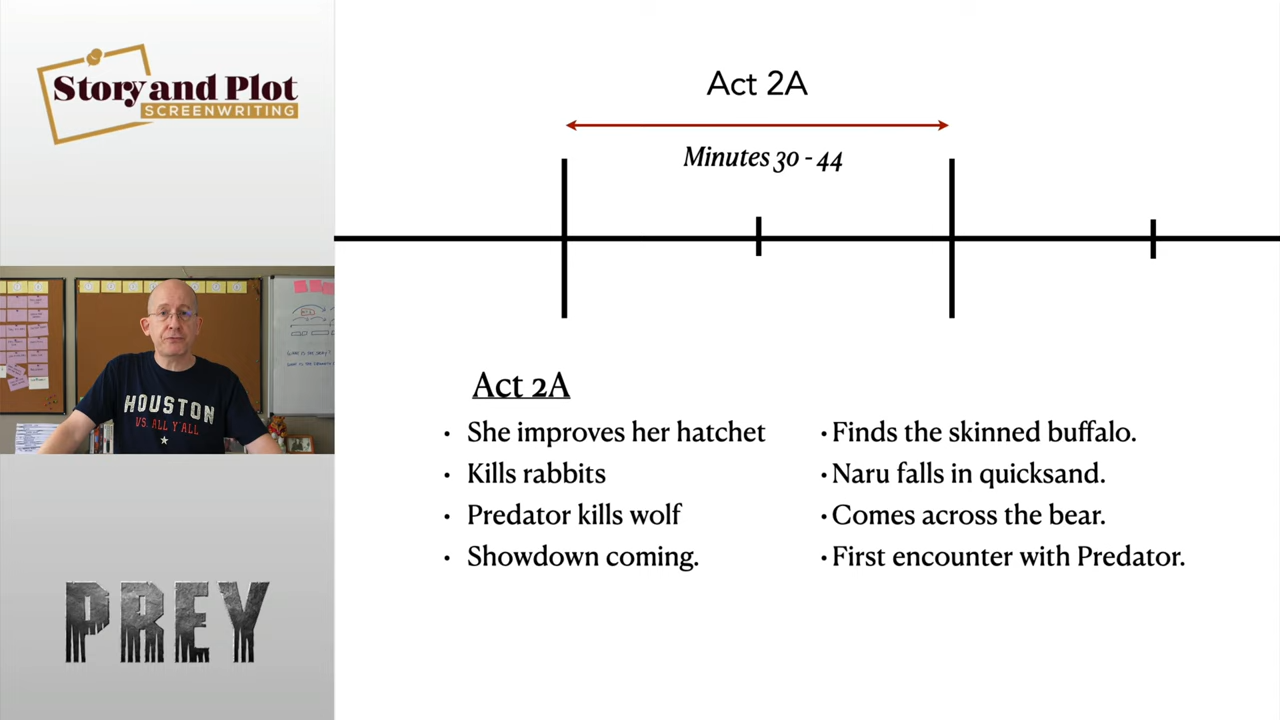 Story and Plot
SCREENWRITING
HOUSTON
VS. ALL Y'ALL
PREY
Act 2A
Minutes 30 - 44
Act 2A
• She improves her hatchet
• Kills rabbits
• Predator kills wolf
• Showdown coming.
• Finds the skinned buffalo.
• Naru falls in quicksand.
• Comes across the bear.
• First encounter with Predator.